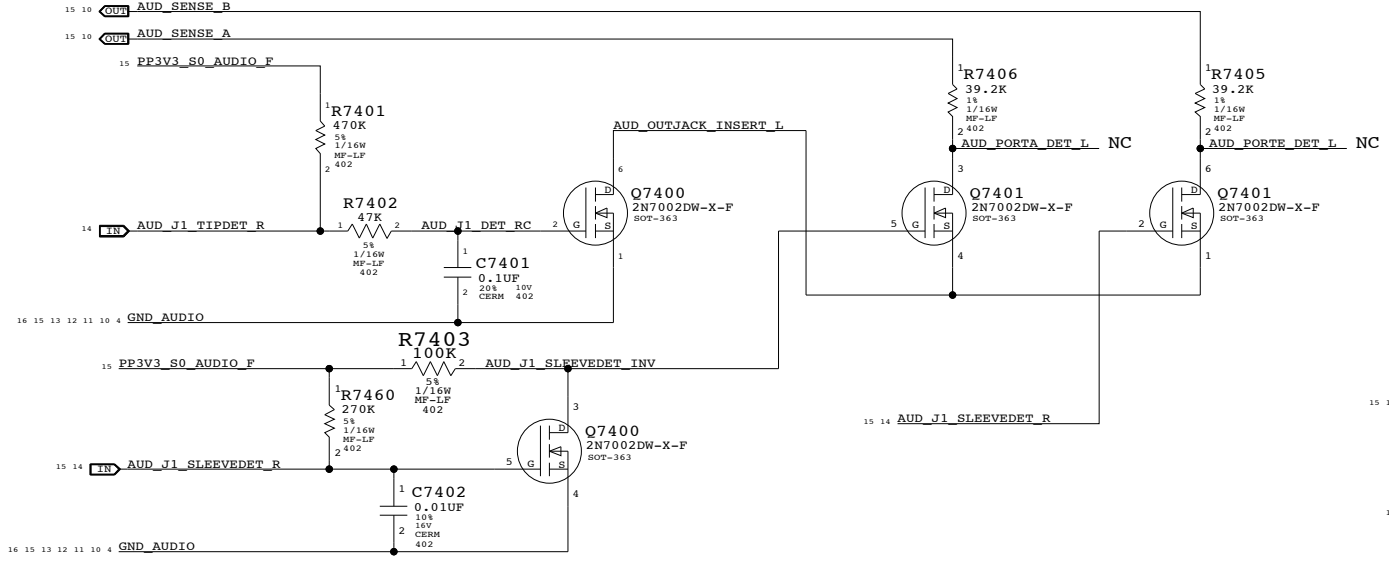 15 10 OUT AUD_SENSE_B
15 10 OUT AUD_SENSE_A
15 PP3V3_S0_AUDIO_F
1 R7401
470K
5%
1/16W
MF-LF
402
2
1 R7406
39.2K
1%
1/16W
MF-LF
2 402
1 R7405
39.2K
1%
1/16W
MF-LF
2 402
AUD_OUTJACK_INSERT_L
AUD_PORTA_DET_L NC
AUD_PORTE_DET_L NC
14 IN AUD_J1_TIPDET_R
R7402
47K
1 2
5%
1/16W
MF-LF
402
AUD_J1_DET_RC
6
D
2 G
S
1
Q7400
2N7002DW-X-F
SOT-363
3
D
5 G
S
4
Q7401
2N7002DW-X-F
SOT-363
6
D
2 G
S
1
Q7401
2N7002DW-X-F
SOT-363
1 C7401
0.1UF
2 20% 10V
CERM 402
16 15 13 12 11 10 4 GND_AUDIO
R7403
100K
15 PP3V3_S0_AUDIO_F
1 2
5%
1/16W
MF-LF
402
AUD_J1_SLEEVEDET_INV
1 R7460
270K
5%
1/16W
MF-LF
2 402
3
D
5 G
S
4
Q7400
2N7002DW-X-F
SOT-363
15 14 AUD_J1_SLEEVEDET_R
15 14 IN AUD_J1_SLEEVEDET_R
1 C7402
0.01UF
10%
16V
2 CERM
402
16 15 13 12 11 10 4 GND_AUDIO